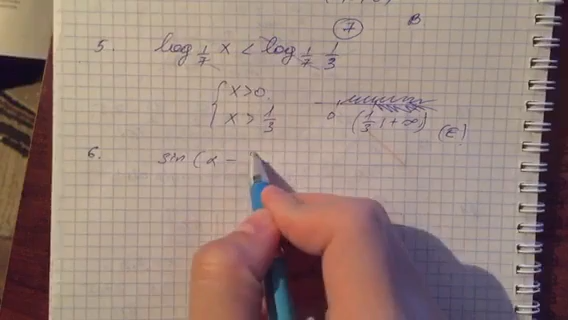 7 B
5. log 1/7 x < log 1/7 1/3
{ x>0
x > 1/3
0 (1/3; +∞) (E)
6. sin (α -